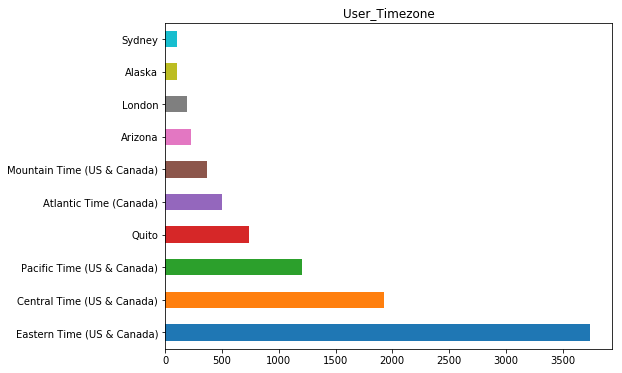 User_Timezone
Sydney
Alaska
London
Arizona
Mountain Time (US & Canada)
Atlantic Time (Canada)
Quito
Pacific Time (US & Canada)
Central Time (US & Canada)
Eastern Time (US & Canada)
0 500 1000 1500 2000 2500 3000 3500